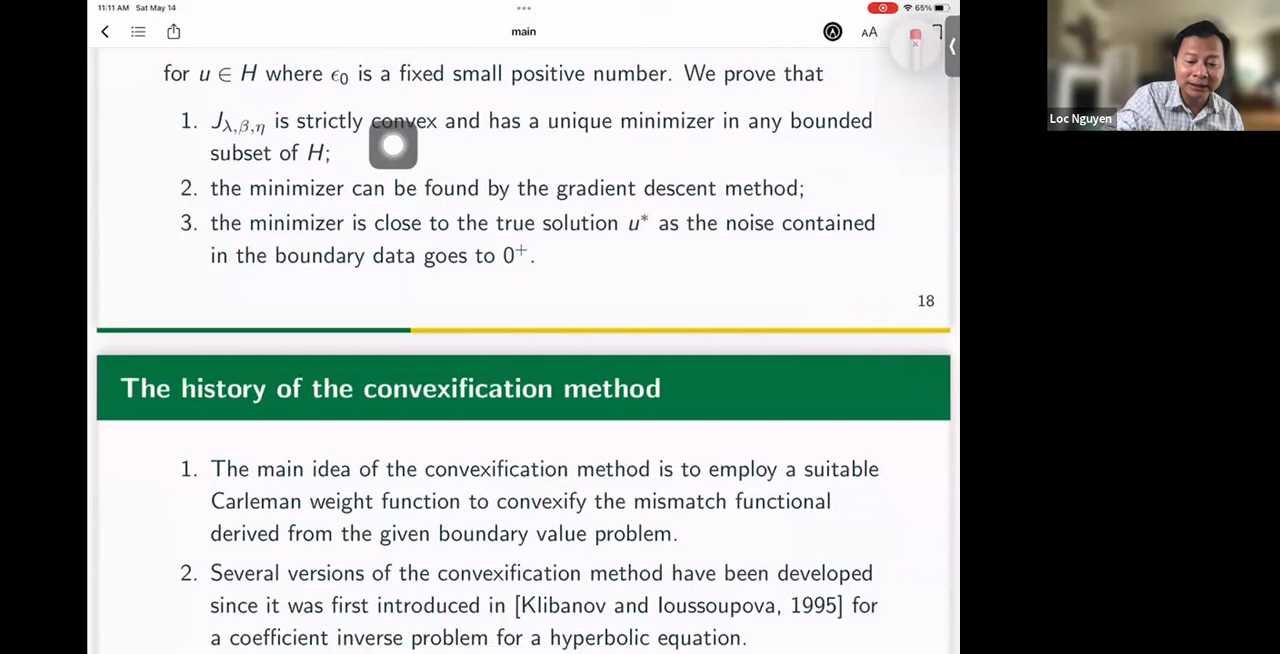 11:11 AM Sat May 14
65%
main
AA
for u ∈ H where ϵ₀ is a fixed small positive number. We prove that
1. J_{λ,β,η} is strictly convex and has a unique minimizer in any bounded
subset of H;
2. the minimizer can be found by the gradient descent method;
3. the minimizer is close to the true solution u* as the noise contained
in the boundary data goes to 0⁺.
18
The history of the convexification method
1. The main idea of the convexification method is to employ a suitable
Carleman weight function to convexify the mismatch functional
derived from the given boundary value problem.
2. Several versions of the convexification method have been developed
since it was first introduced in [Klibanov and Ioussoupova, 1995] for
a coefficient inverse problem for a hyperbolic equation.
Loc Nguyen